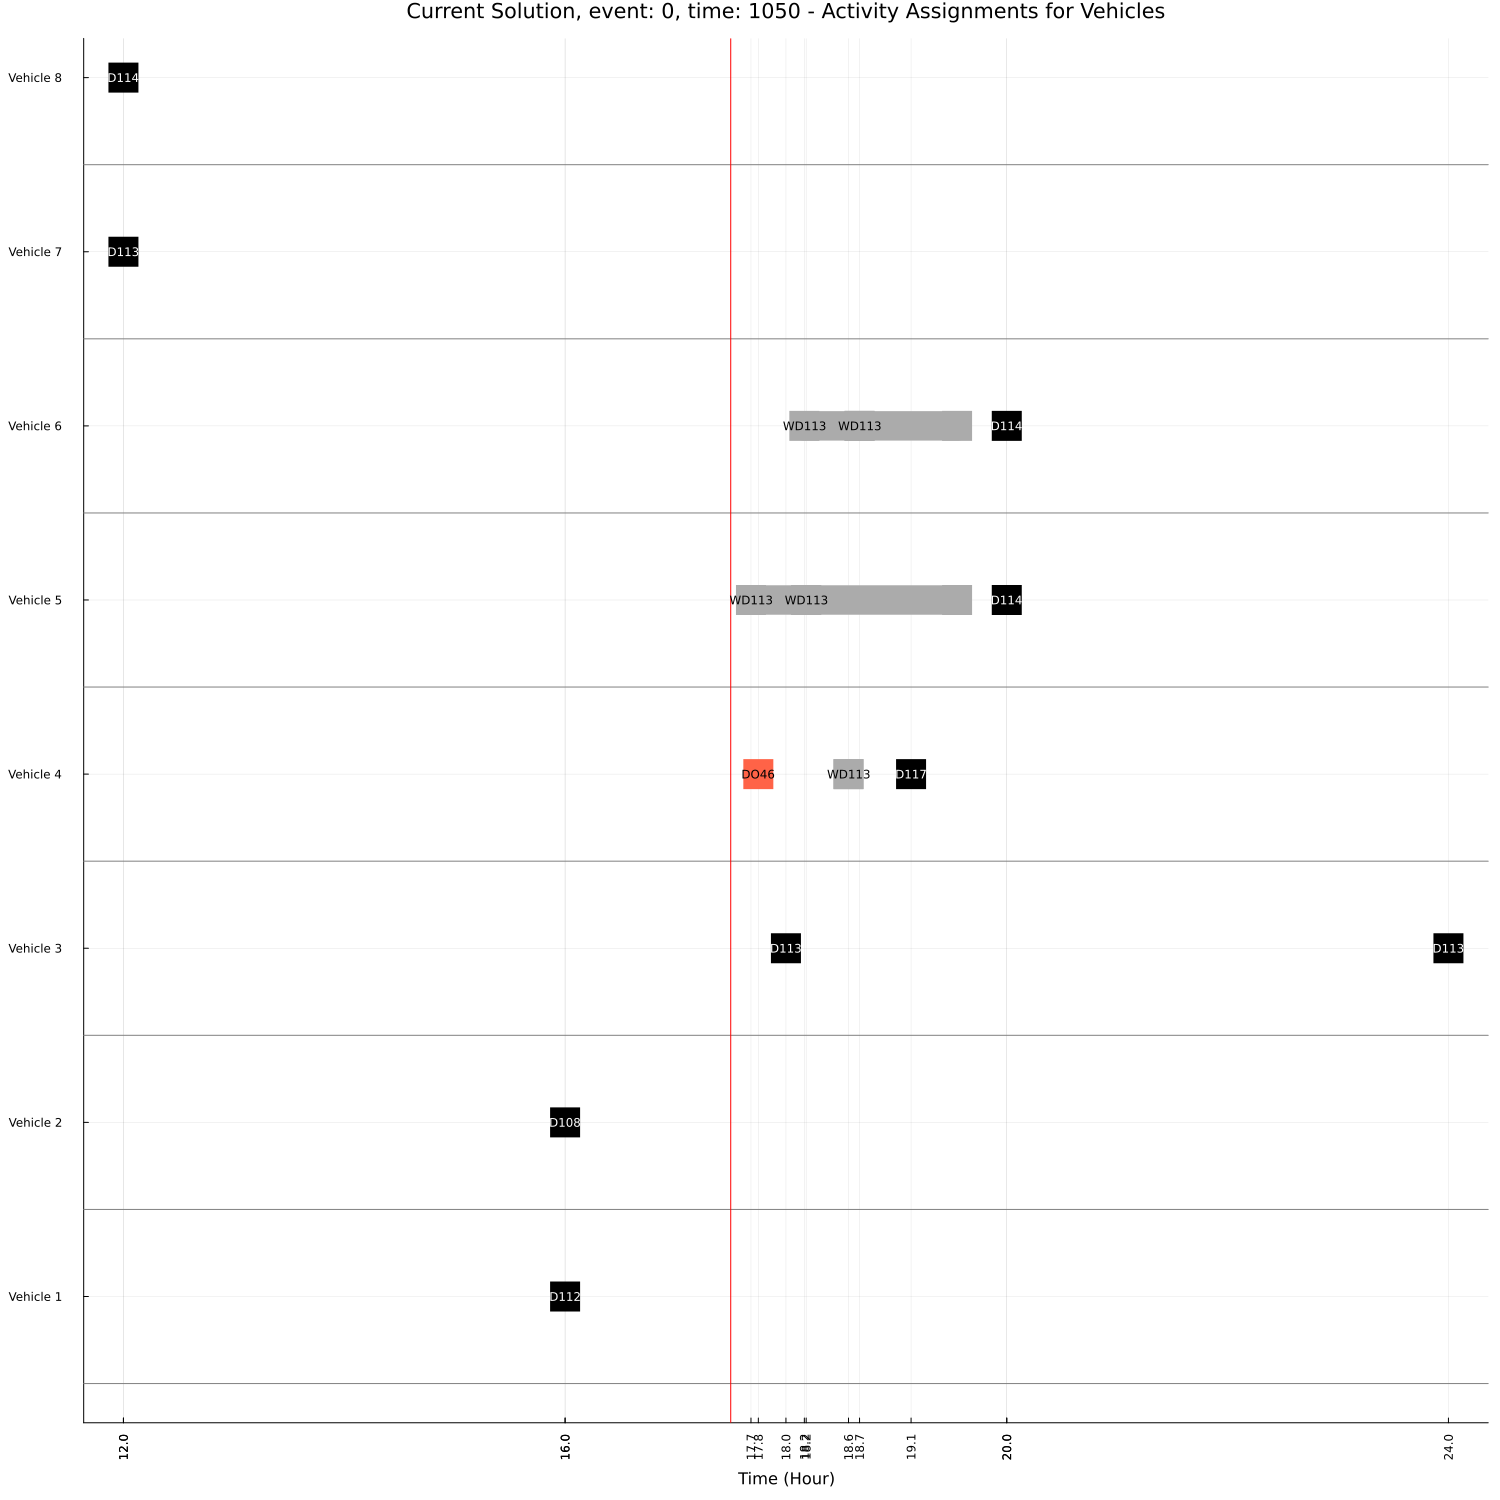 Current Solution, event: 0, time: 1050 - Activity Assignments for Vehicles
Vehicle 8
D114
Vehicle 7
D113
Vehicle 6
WD113 WD113 D114
Vehicle 5
WD113 WD113 D114
Vehicle 4
DO46 WD113 D117
Vehicle 3
D113 D113
Vehicle 2
D108
Vehicle 1
D112
12.0 16.0 17.7 17.8 18.0 18.2 18.6 18.7 19.1 20.0 24.0
Time (Hour)